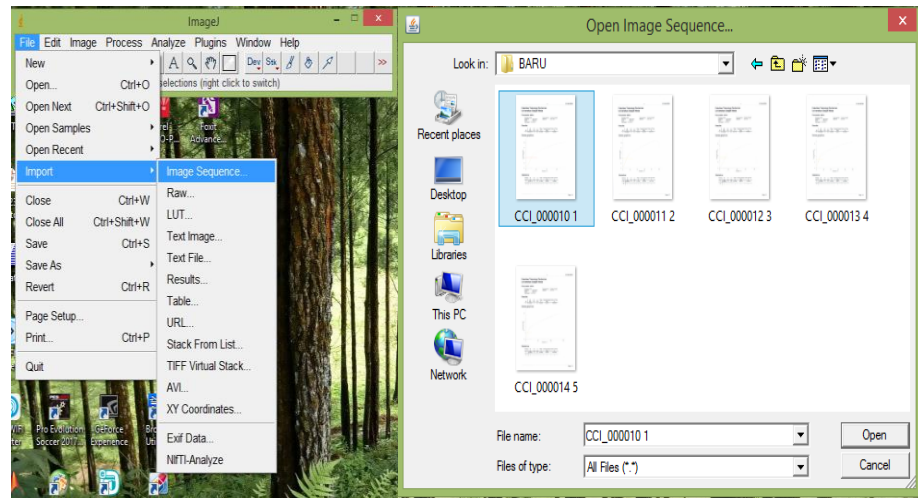 ImageJ
File Edit Image Process Analyze Plugins Window Help
Dev Stk >>
selections (right click to switch)
New
Open... Ctrl+O
Open Next Ctrl+Shift+O
Open Samples
Open Recent
Import
Close Ctrl+W
Close All Ctrl+Shift+W
Save Ctrl+S
Save As
Revert Ctrl+R
Page Setup...
Print... Ctrl+P
Quit
Image Sequence...
Raw...
LUT...
Text Image...
Text File...
Results...
Table...
URL...
Stack From List...
TIFF Virtual Stack...
AVI...
XY Coordinates...
Exif Data...
NIfTI-Analyze
Foxit
Advance...
Pro Evolution
Soccer 2017...
GeForce
Experience
Open Image Sequence...
Look in: BARU
Recent places
Desktop
Libraries
This PC
Network
CCI_000010 1
CCI_000011 2
CCI_000012 3
CCI_000013 4
CCI_000014 5
File name: CCI_000010 1 Open
Files of type: All Files (*.*) Cancel